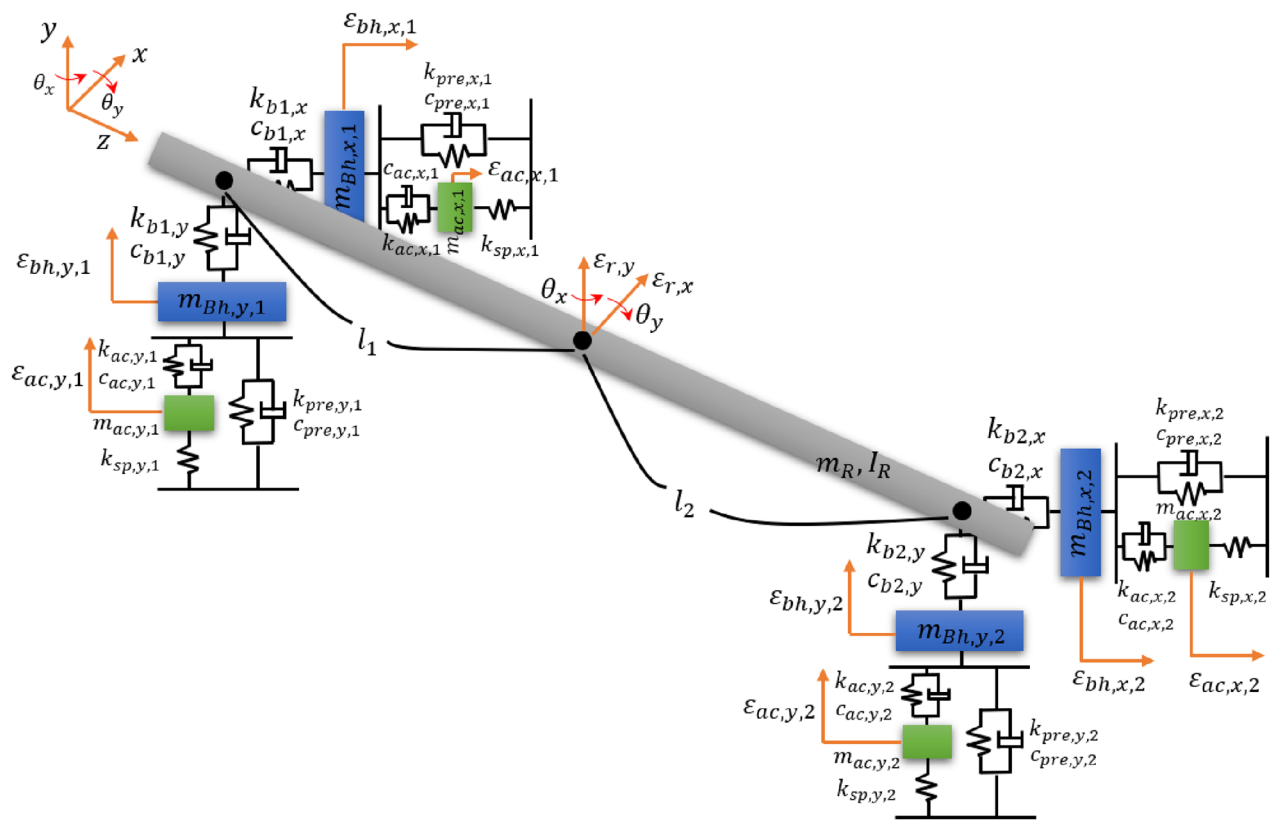 y
x
θx
θy
z
εbh,x,1
kb1,x
cb1,x
mBh,x,1
kpre,x,1
cpre,x,1
cac,x,1
εac,x,1
mac,x,1
kac,x,1
ksp,x,1
kb1,y
cb1,y
εbh,y,1
mBh,y,1
kac,y,1
cac,y,1
εac,y,1
mac,y,1
ksp,y,1
kpre,y,1
cpre,y,1
l1
εr,y
εr,x
θx
θy
l2
mR, IR
kb2,x
cb2,x
mBh,x,2
kpre,x,2
cpre,x,2
mac,x,2
kac,x,2
cac,x,2
ksp,x,2
εbh,x,2
εac,x,2
kb2,y
cb2,y
εbh,y,2
mBh,y,2
kac,y,2
cac,y,2
εac,y,2
mac,y,2
ksp,y,2
kpre,y,2
cpre,y,2